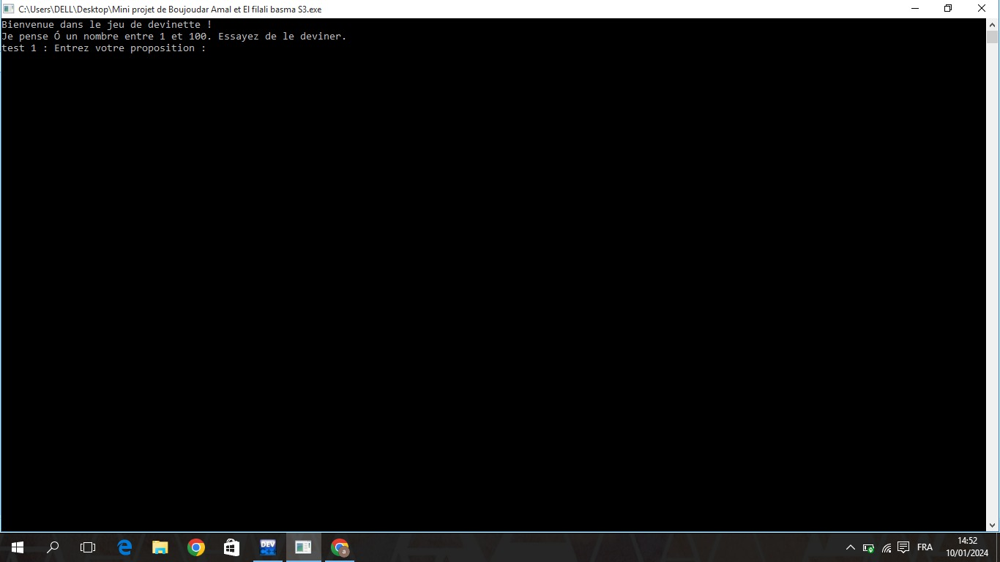 C:\Users\DELL\Desktop\Mini projet de Boujoudar Amal et El filali basma S3.exe
Bienvenue dans le jeu de devinette !
Je pense Ó un nombre entre 1 et 100. Essayez de le deviner.
test 1 : Entrez votre proposition :
DEV
C++
a
FRA
14:52
10/01/2024